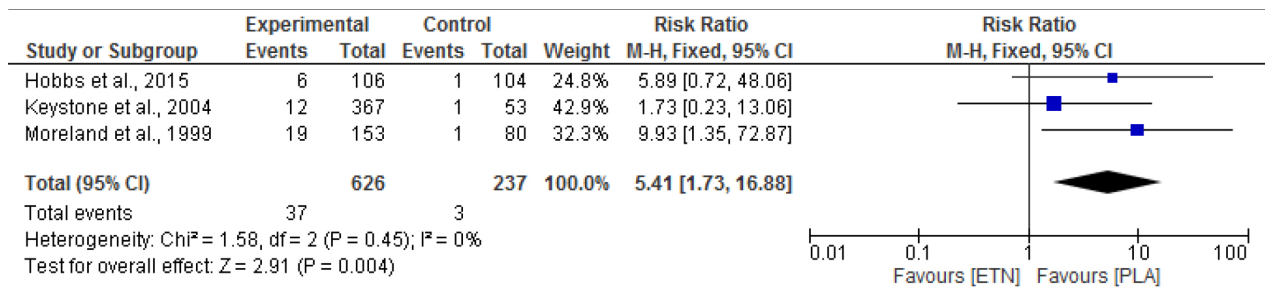 Experimental Control Risk Ratio Risk Ratio
Study or Subgroup Events Total Events Total Weight M-H, Fixed, 95% CI M-H, Fixed, 95% CI
Hobbs et al., 2015 6 106 1 104 24.8% 5.89 [0.72, 48.06]
Keystone et al., 2004 12 367 1 53 42.9% 1.73 [0.23, 13.06]
Moreland et al., 1999 19 153 1 80 32.3% 9.93 [1.35, 72.87]
Total (95% CI) 626 237 100.0% 5.41 [1.73, 16.88]
Total events 37 3
Heterogeneity: Chi² = 1.58, df = 2 (P = 0.45); I² = 0%
Test for overall effect: Z = 2.91 (P = 0.004)
0.01 0.1 1 10 100
Favours [ETN] Favours [PLA]